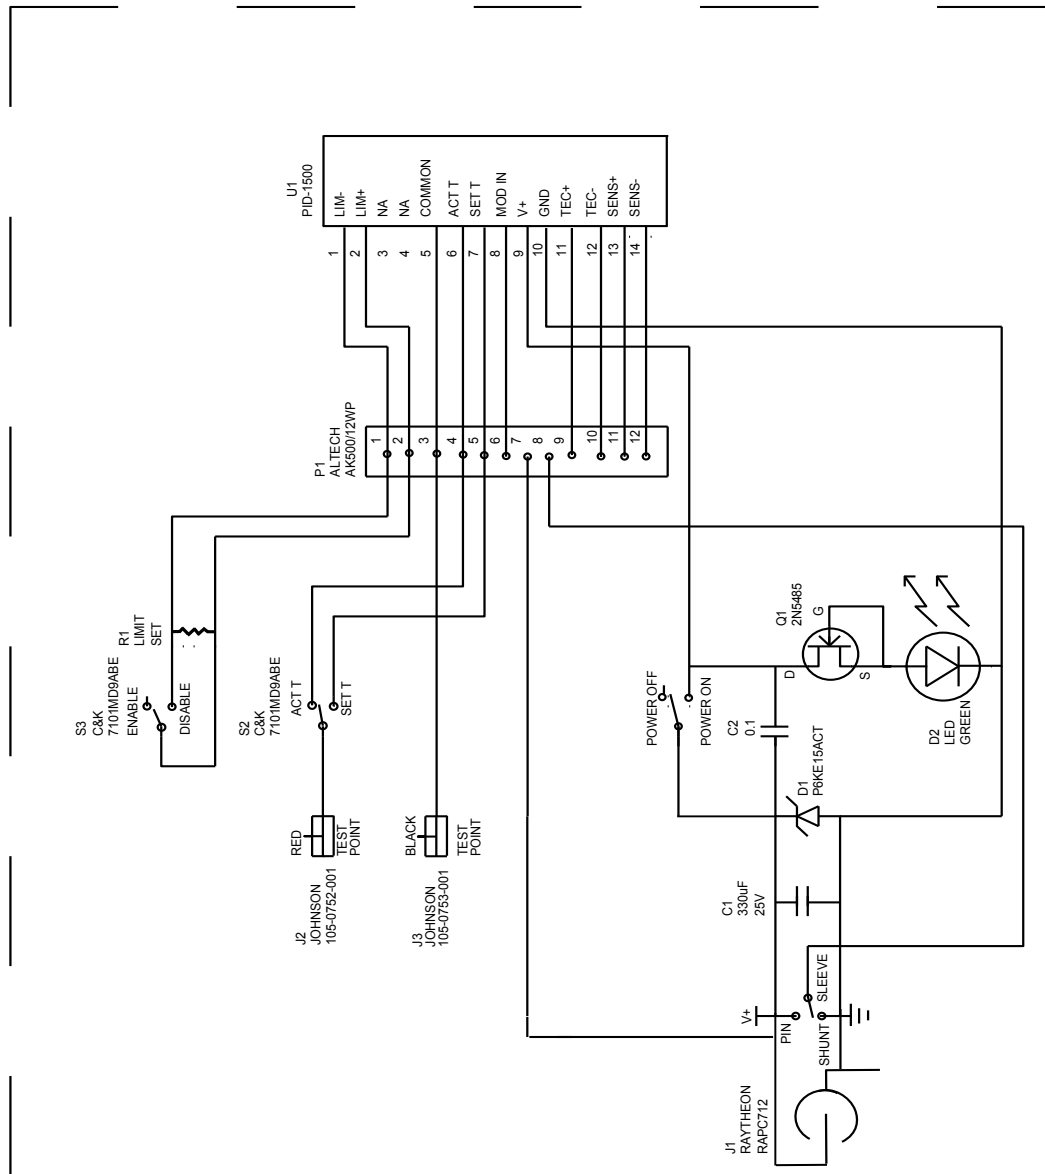 U1
PID-1500
LIM-
LIM+
NA
NA
COMMON
ACT T
SET T
MOD IN
V+
GND
TEC+
TEC-
SENS+
SENS-
1
2
3
4
5
6
7
8
9
10
11
12
13
14
P1
ALTECH
AK500/12WP
1
2
3
4
5
6
7
8
9
10
11
12
R1
LIMIT
SET
S3
C&K
7101MD9ABE
ENABLE
DISABLE
S2
C&K
7101MD9ABE
ACT T
SET T
RED
TEST
POINT
J2
JOHNSON
105-0752-001
BLACK
TEST
POINT
J3
JOHNSON
105-0753-001
POWER OFF
POWER ON
Q1
2N5485
G
D
S
D2
LED
GREEN
C2
0.1
D1
P6KE15ACT
C1
330uF
25V
V+
PIN
SLEEVE
SHUNT
J1
RAYTHEON
RAPC712